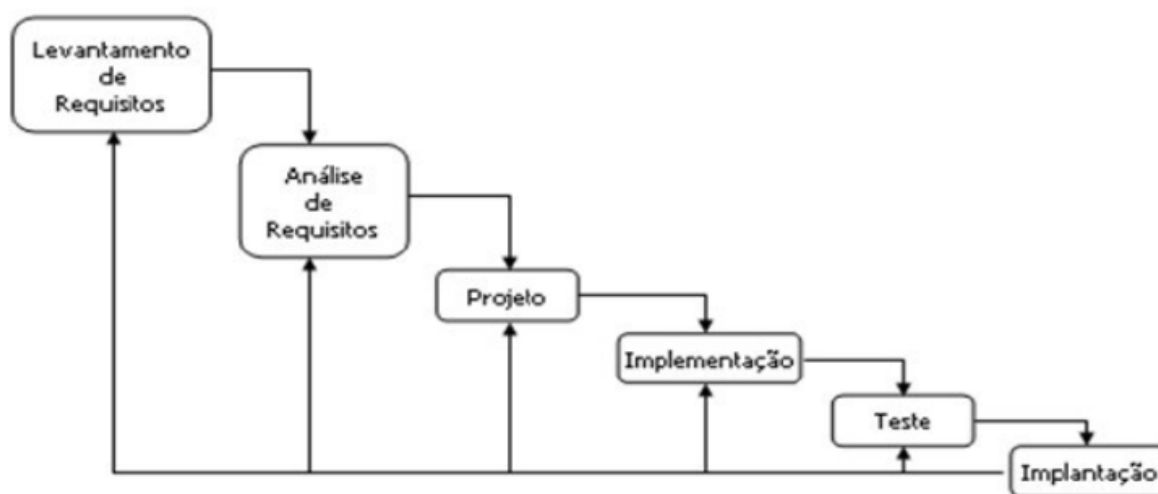 Levantamento
de
Requisitos
Análise
de
Requisitos
Projeto
Implementação
Teste
Implantação